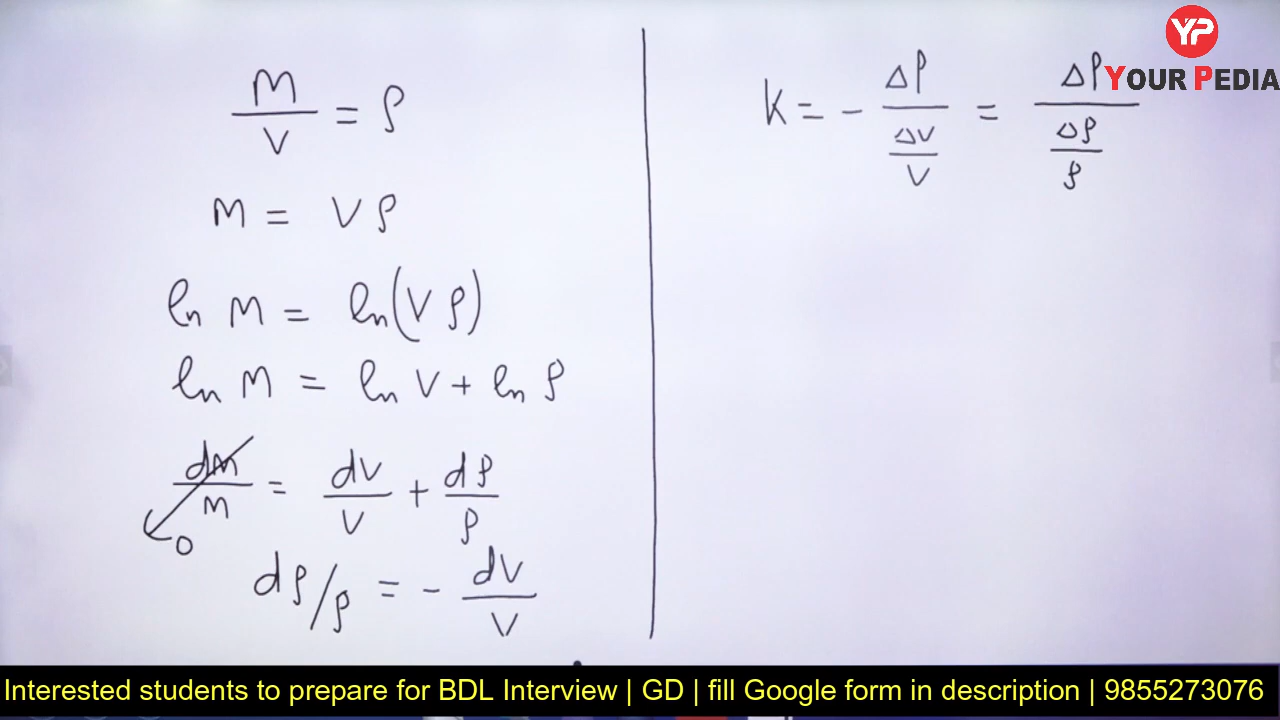 M/V = ρ
M = Vρ
ln M = ln(Vρ)
ln M = ln V + ln ρ
dM/M = dV/V + dρ/ρ
0
dρ/ρ = - dV/V
K = - ΔP/(ΔV/V) = ΔP/(Δρ/ρ)
YP
YOUR PEDIA
Interested students to prepare for BDL Interview | GD | fill Google form in description | 9855273076